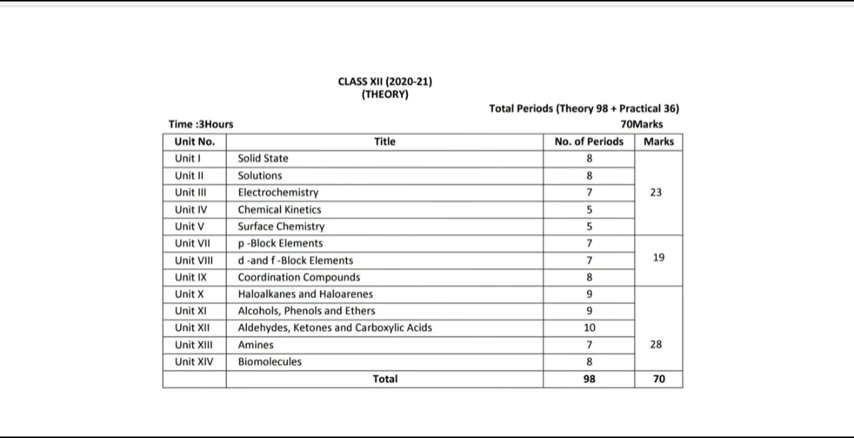 CLASS XII (2020-21)
(THEORY)
Total Periods (Theory 98 + Practical 36)
Time :3Hours 70Marks
Unit No. Title No. of Periods Marks
Unit I Solid State 8
Unit II Solutions 8
Unit III Electrochemistry 7 23
Unit IV Chemical Kinetics 5
Unit V Surface Chemistry 5
Unit VII p -Block Elements 7
Unit VIII d -and f -Block Elements 7 19
Unit IX Coordination Compounds 8
Unit X Haloalkanes and Haloarenes 9
Unit XI Alcohols, Phenols and Ethers 9
Unit XII Aldehydes, Ketones and Carboxylic Acids 10
Unit XIII Amines 7 28
Unit XIV Biomolecules 8
Total 98 70